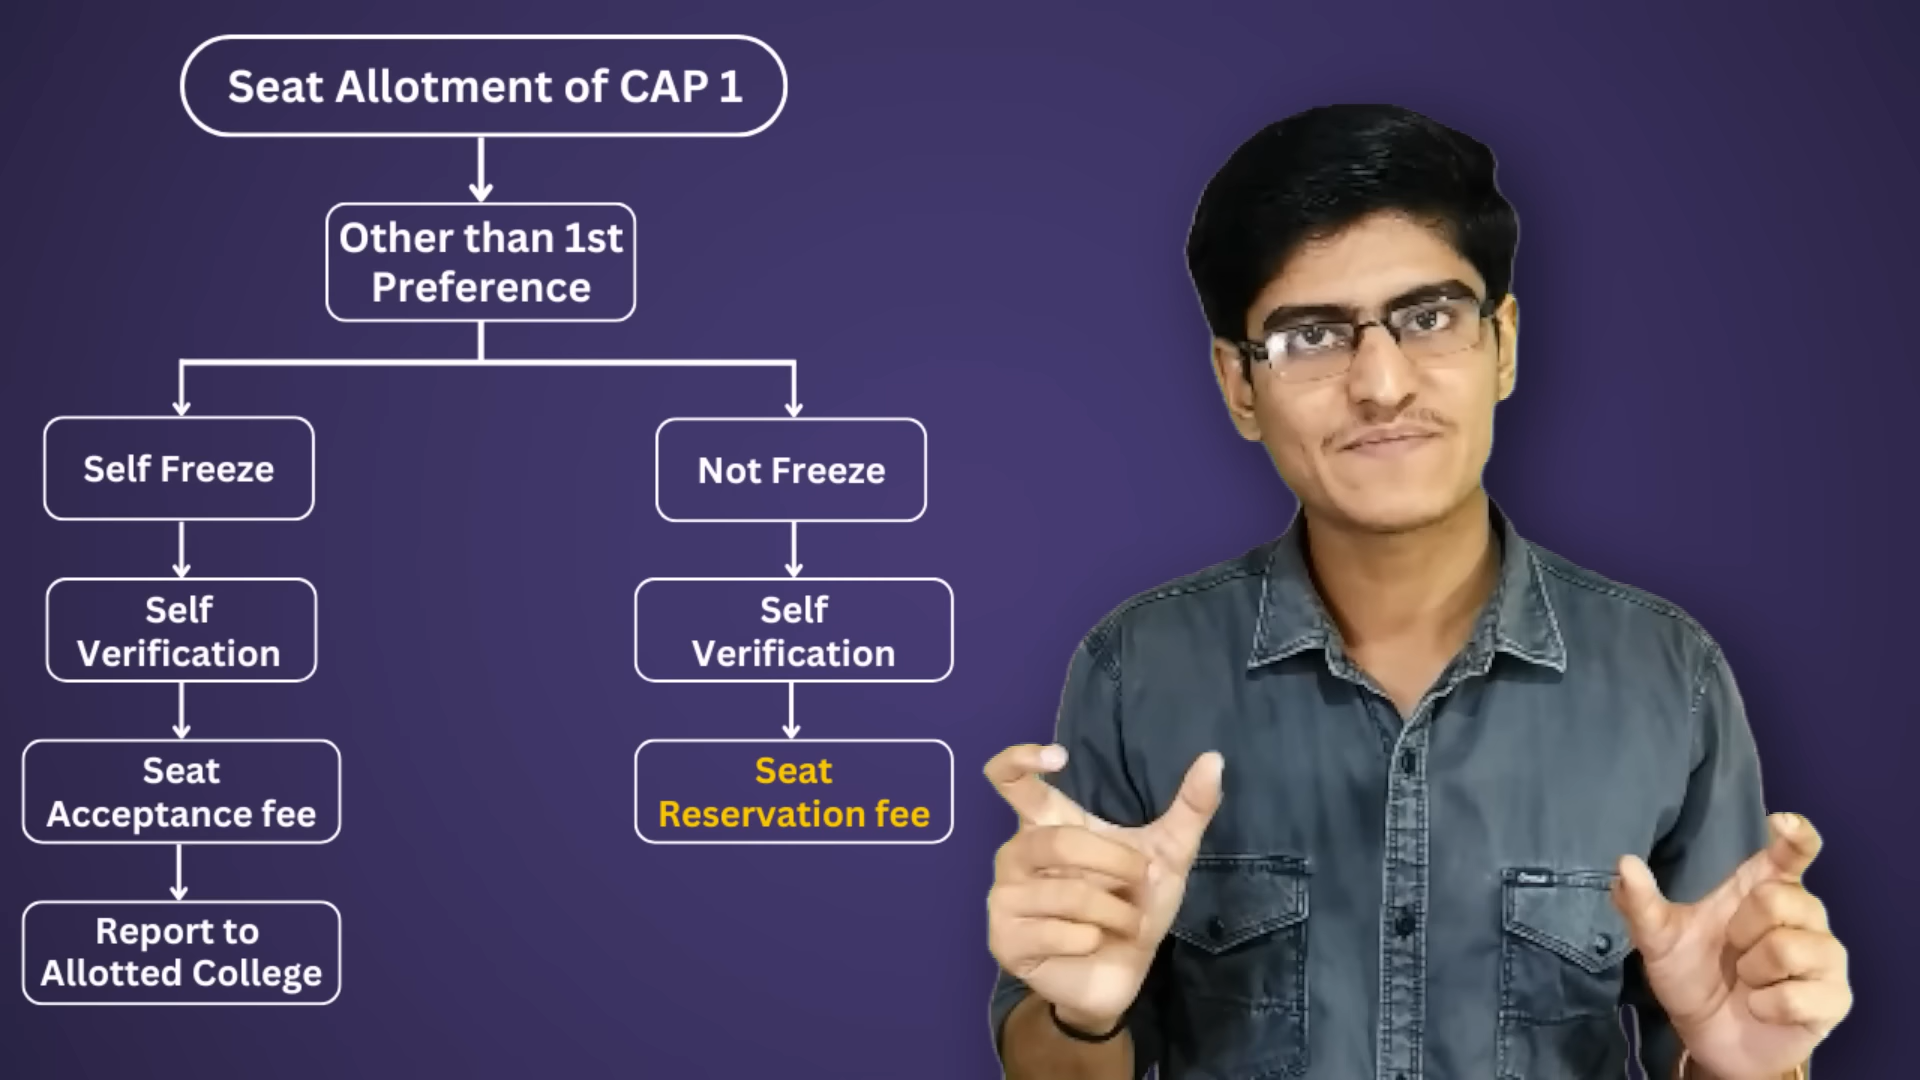 Seat Allotment of CAP 1
Other than 1st
Preference
Self Freeze
Not Freeze
Self
Verification
Self
Verification
Seat
Acceptance fee
Seat
Reservation fee
Report to
Allotted College